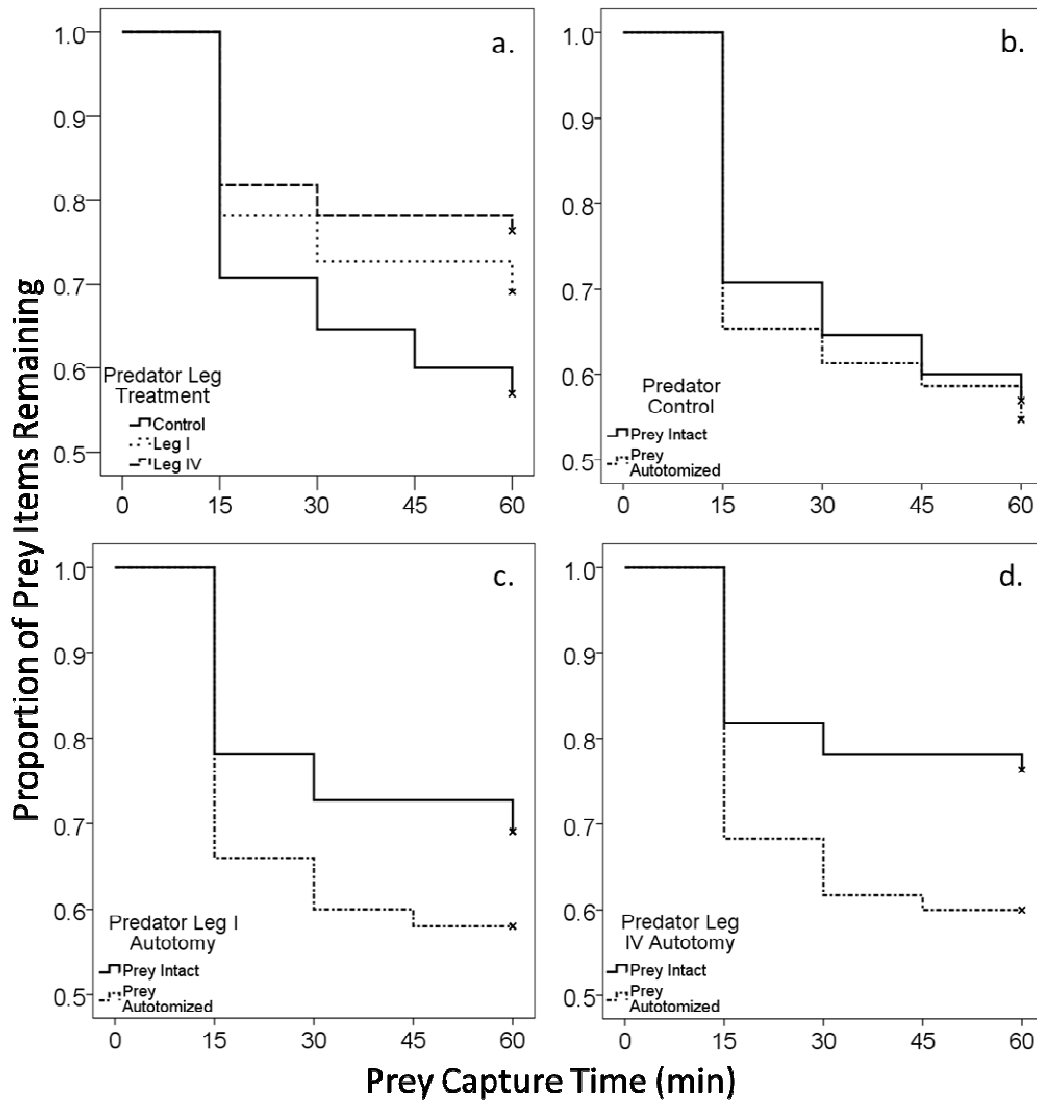 Proportion of Prey Items Remaining
a.
1.0
0.9
0.8
0.7
0.6
0.5
Predator Leg
Treatment
Control
Leg I
Leg IV
0 15 30 45 60
b.
1.0
0.9
0.8
0.7
0.6
0.5
Predator
Control
Prey Intact
Prey
Autotomized
0 15 30 45 60
c.
1.0
0.9
0.8
0.7
0.6
0.5
Predator Leg I
Autotomy
Prey Intact
Prey
Autotomized
0 15 30 45 60
d.
1.0
0.9
0.8
0.7
0.6
0.5
Predator Leg
IV Autotomy
Prey Intact
Prey
Autotomized
0 15 30 45 60
Prey Capture Time (min)